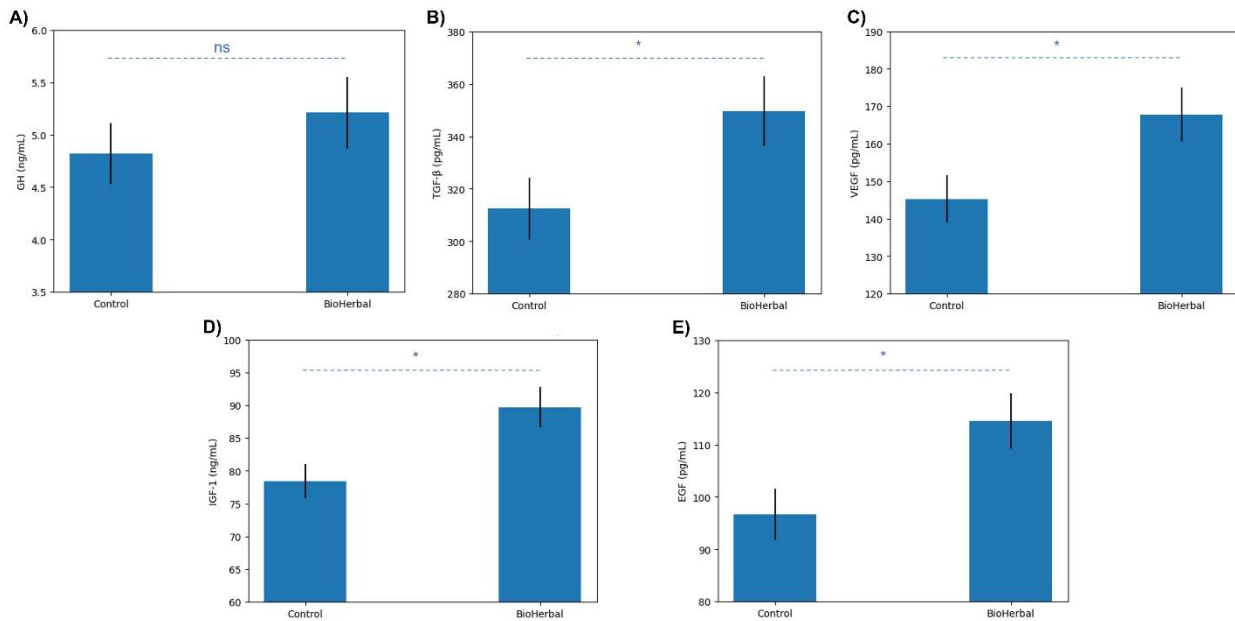 A)
6.0
5.5
5.0
4.5
4.0
3.5
GH (ng/mL)
ns
Control
BioHerbal
B)
380
360
340
320
300
280
TGF-β (pg/mL)
*
Control
BioHerbal
C)
190
180
170
160
150
140
130
120
VEGF (pg/mL)
*
Control
BioHerbal
D)
100
95
90
85
80
75
70
65
60
IGF-1 (ng/mL)
*
Control
BioHerbal
E)
130
120
110
100
90
80
EGF (pg/mL)
*
Control
BioHerbal